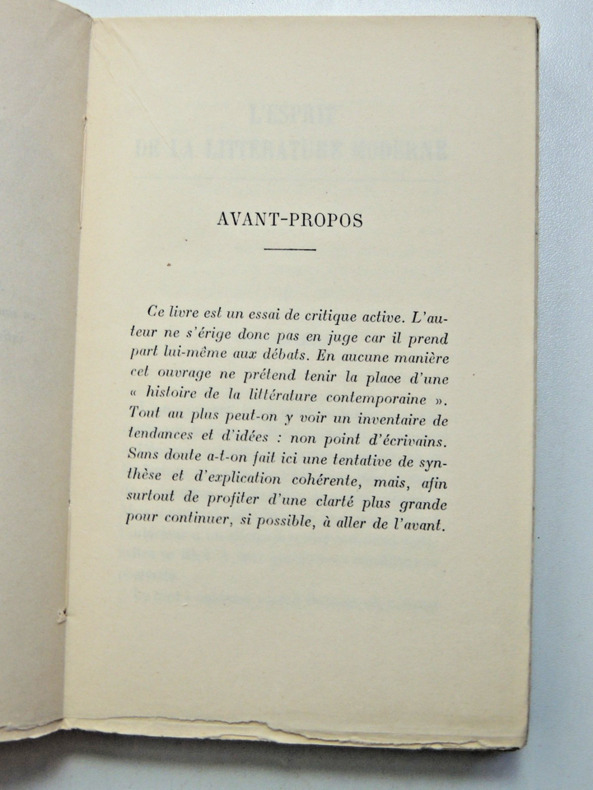 AVANT-PROPOS
Ce livre est un essai de critique active. L'au-
teur ne s'érige donc pas en juge car il prend
part lui-même aux débats. En aucune manière
cet ouvrage ne prétend tenir la place d'une
« histoire de la littérature contemporaine ».
Tout au plus peut-on y voir un inventaire de
tendances et d'idées : non point d'écrivains.
Sans doute a-t-on fait ici une tentative de syn-
thèse et d'explication cohérente, mais, afin
surtout de profiter d'une clarté plus grande
pour continuer, si possible, à aller de l'avant.